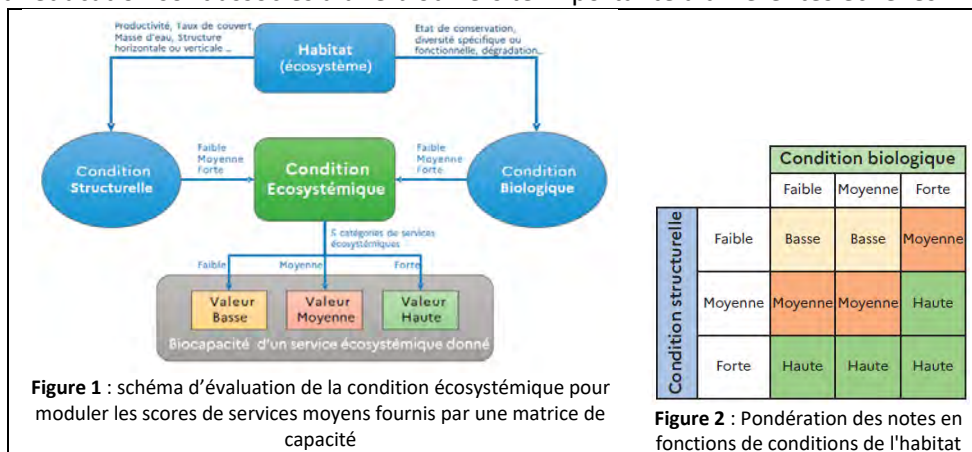 Productivité, Taux de couvert,
Masse d'eau, Structure
horizontale ou verticale ...
Habitat
(écosystème)
Etat de conservation,
diversité spécifique ou
fonctionnelle, dégradation...
Condition
Structurelle
Faible
Moyenne
Forte
Condition
Ecosystémique
Faible
Moyenne
Forte
Condition
Biologique
5 catégories de services
écosystémiques
Faible
Moyenne
Forte
Valeur
Basse
Valeur
Moyenne
Valeur
Haute
Biocapacité d'un service écosystémique donné
Figure 1 : schéma d'évaluation de la condition écosystémique pour
moduler les scores de services moyens fournis par une matrice de
capacité
Condition biologique
Faible Moyenne Forte
Condition structurelle
Faible Basse Basse Moyenne
Moyenne Moyenne Moyenne Haute
Forte Haute Haute Haute
Figure 2 : Pondération des notes en
fonctions de conditions de l'habitat